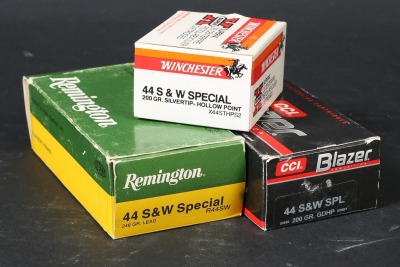 WINCHESTER
44 S & W SPECIAL
200 GR. SILVERTIP HOLLOW POINT
X44STHPS2
Remington
Remington
44 S&W Special
R44SW
246 GR. LEAD
CCI
Blazer
44 S&W SPL
200 GR. GDHP